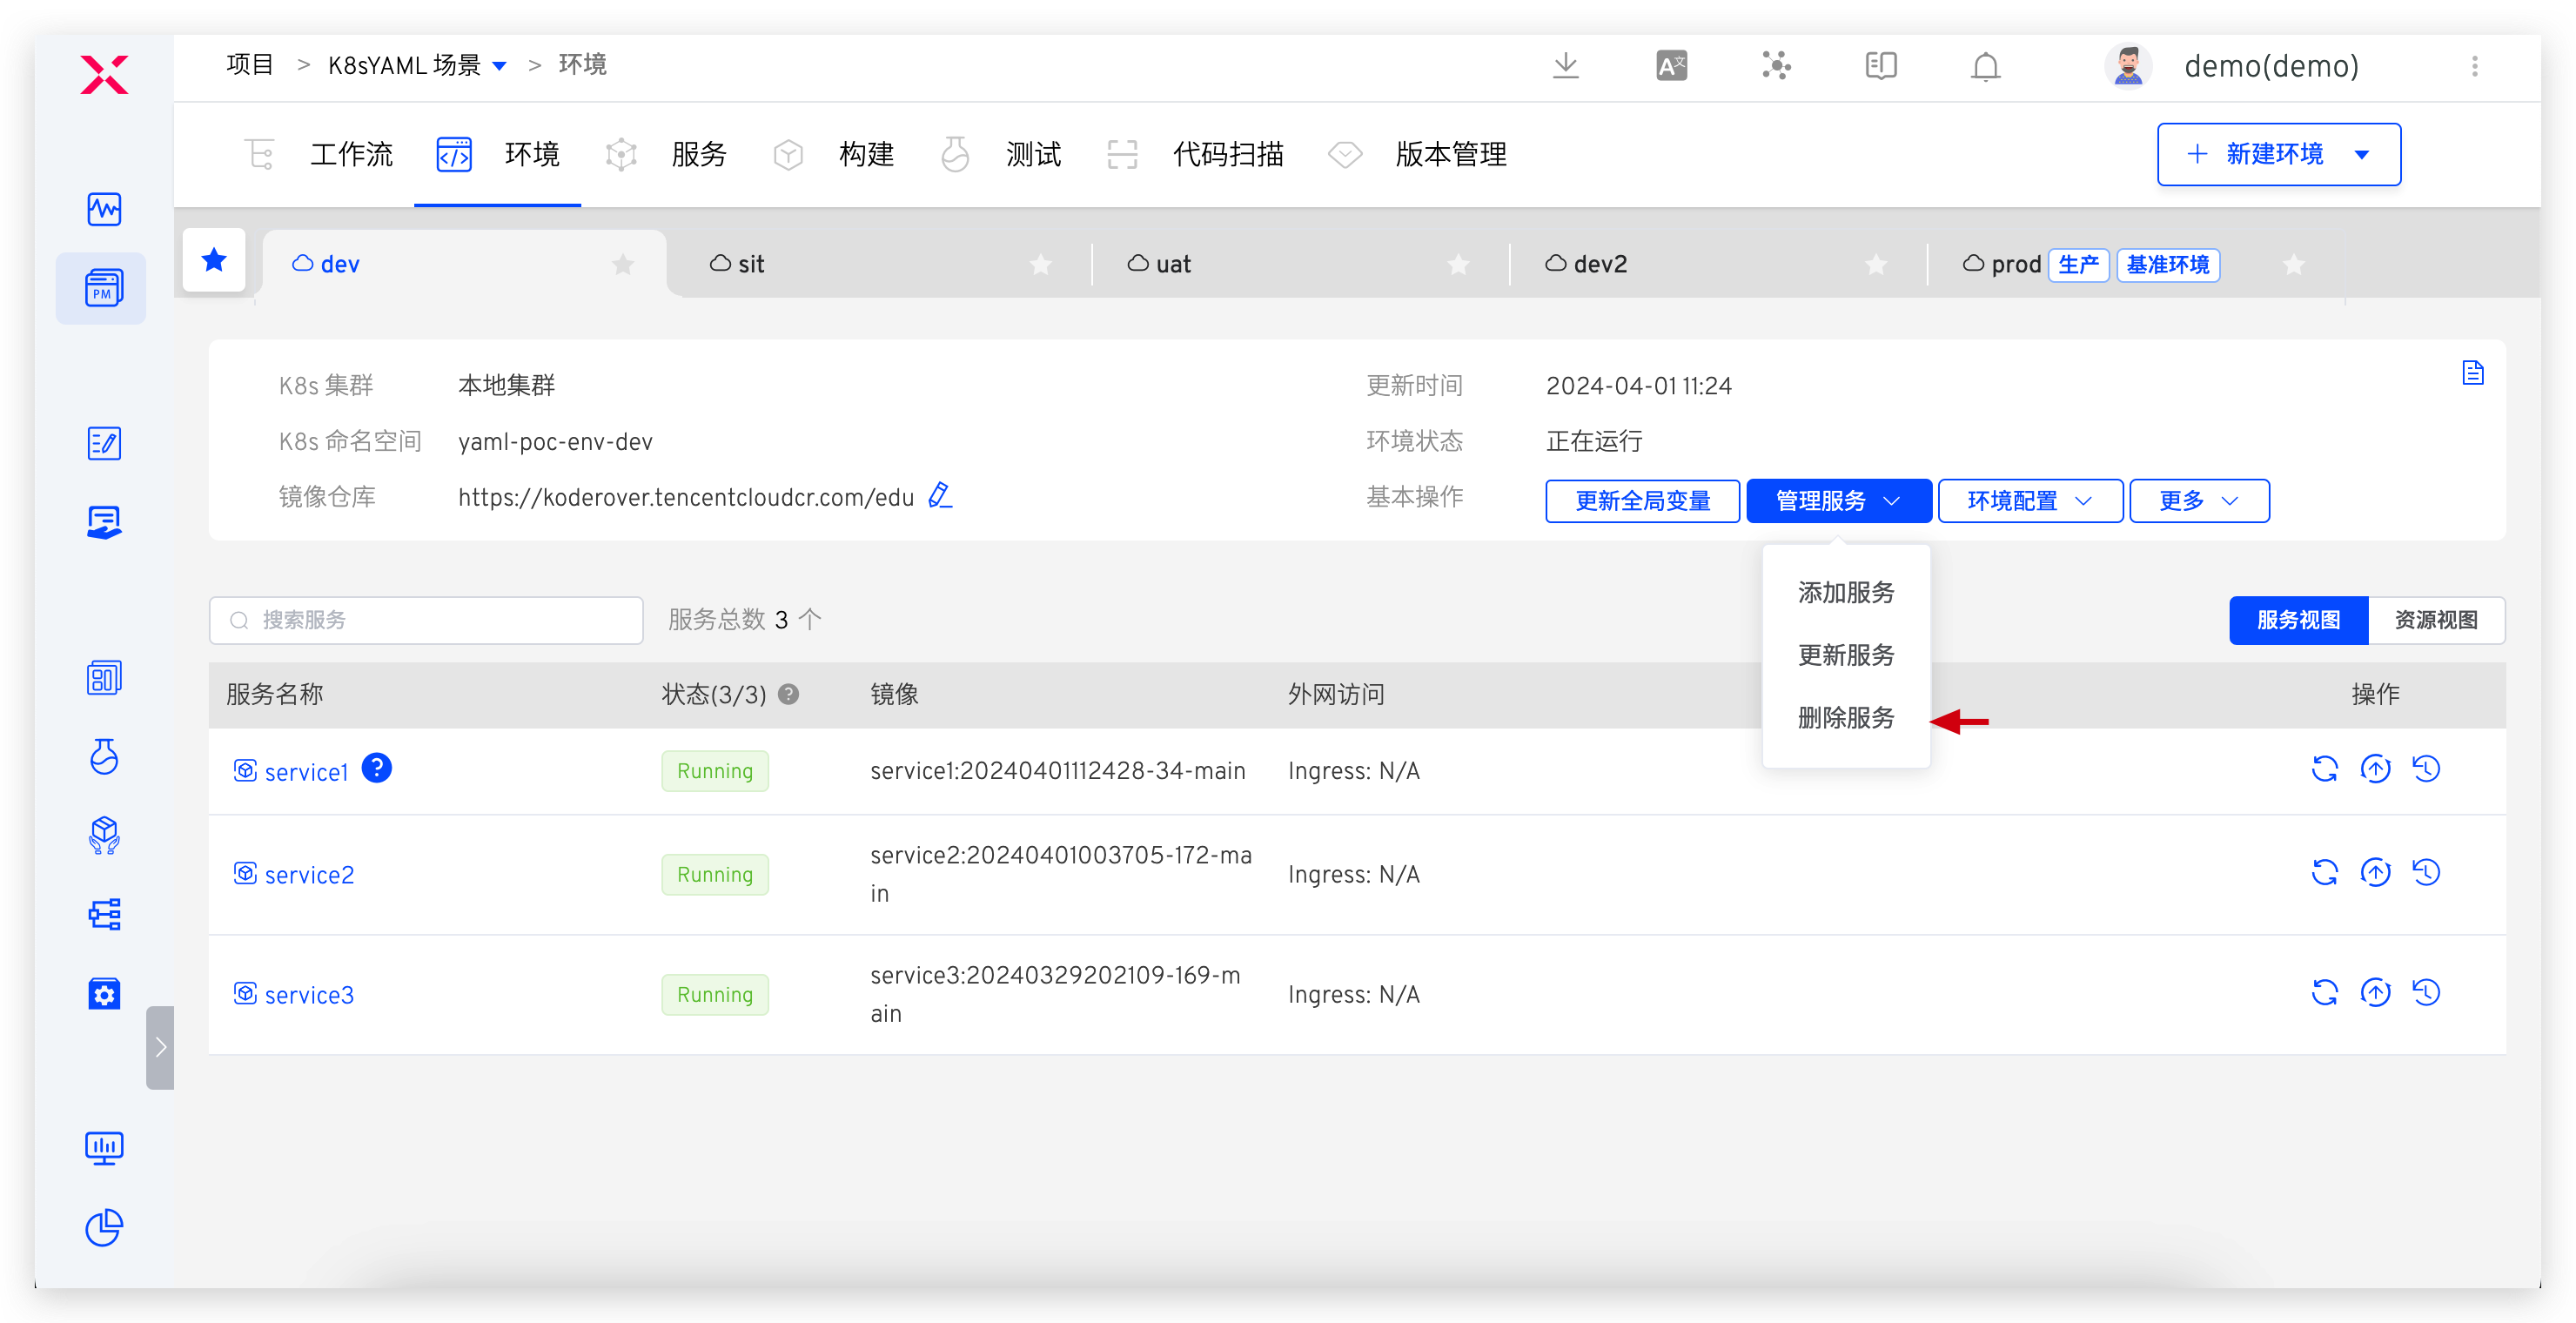 项目 > K8sYAML 场景 > 环境
demo(demo)
工作流 环境 服务 构建 测试 代码扫描 版本管理
+ 新建环境
PM
dev sit uat dev2 prod 生产 基准环境
K8s 集群 本地集群 更新时间 2024-04-01 11:24
K8s 命名空间 yaml-poc-env-dev 环境状态 正在运行
镜像仓库 https://koderover.tencentcloudcr.com/edu 基本操作 更新全局变量 管理服务 环境配置 更多
添加服务
更新服务
删除服务
搜索服务 服务总数 3 个 服务视图 资源视图
服务名称 状态(3/3) 镜像 外网访问 操作
service1 Running service1:20240401112428-34-main Ingress: N/A
service2 Running service2:20240401003705-172-ma
in Ingress: N/A
service3 Running service3:20240329202109-169-m
ain Ingress: N/A